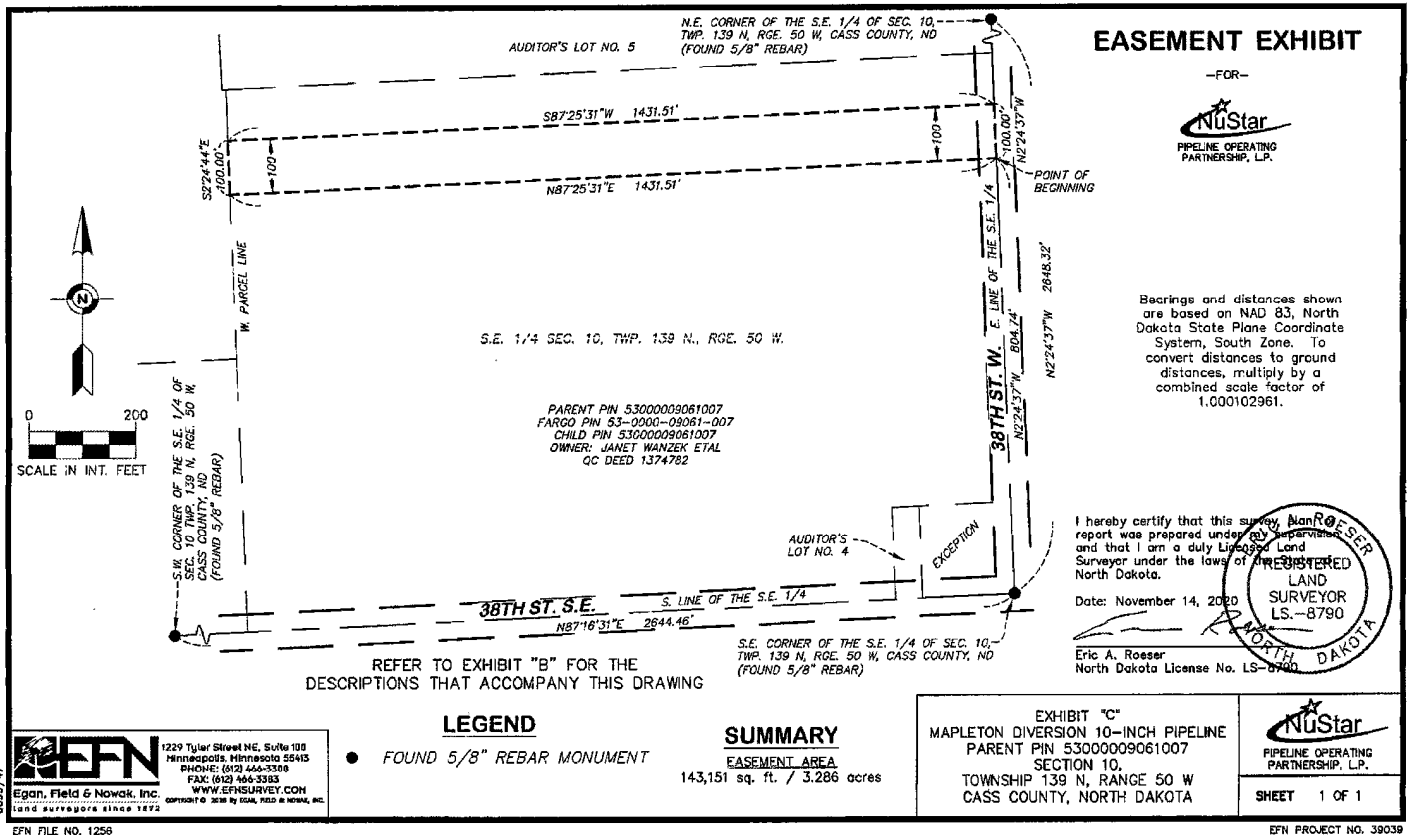 N.E. CORNER OF THE S.E. 1/4 OF SEC. 10,
TWP. 139 N, RGE. 50 W, CASS COUNTY, ND
(FOUND 5/8" REBAR)
AUDITOR'S LOT NO. 5
EASEMENT EXHIBIT
-FOR-
NuStar
PIPELINE OPERATING
PARTNERSHIP, L.P.
S87°25'31"W 1431.51'
S2°24'44"E
100.00'
100
100
100.00'
N2°24'37"W
N87°25'31"E 1431.51'
POINT OF
BEGINNING
W. PARCEL LINE
38TH ST. W.
E. LINE OF THE S.E. 1/4
N2°24'37"W 804.74'
N2°24'37"W 2648.32'
N
Bearings and distances shown
are based on NAD 83, North
Dakota State Plane Coordinate
System, South Zone. To
convert distances to ground
distances, multiply by a
combined scale factor of
1.000102961.
S.E. 1/4 SEC. 10, TWP. 139 N., RGE. 50 W.
PARENT PIN 53000009061007
FARGO PIN 53-0000-09061-007
CHILD PIN 53000009061007
OWNER: JANET WANZEK ETAL
QC DEED 1374782
0 200
SCALE IN INT. FEET
S.W. CORNER OF THE S.E. 1/4 OF
SEC. 10 TWP. 139 N, RGE. 50 W,
CASS COUNTY, ND
(FOUND 5/8" REBAR)
AUDITOR'S
LOT NO. 4
EXCEPTION
38TH ST. S.E.
S. LINE OF THE S.E. 1/4
N87°16'31"E 2644.46'
S.E. CORNER OF THE S.E. 1/4 OF SEC. 10,
TWP. 139 N, RGE. 50 W, CASS COUNTY, ND
(FOUND 5/8" REBAR)
I hereby certify that this survey, plan or
report was prepared under my supervision
and that I am a duly Licensed Land
Surveyor under the laws of the State of
North Dakota.
Date: November 14, 2020
Eric A. Roeser
North Dakota License No. LS-8790
ERIC A. ROESER
REGISTERED
LAND
SURVEYOR
LS.-8790
NORTH DAKOTA
REFER TO EXHIBIT "B" FOR THE
DESCRIPTIONS THAT ACCOMPANY THIS DRAWING
EFN
Egan, Field & Nowak, Inc.
land surveyors since 1872
1229 Tyler Street NE, Suite 100
Minneapolis, Minnesota 55413
PHONE: (612) 466-3300
FAX: (612) 466-3383
WWW.EFNSURVEY.COM
LEGEND
FOUND 5/8" REBAR MONUMENT
SUMMARY
EASEMENT AREA
143,151 sq. ft. / 3.286 acres
EXHIBIT "C"
MAPLETON DIVERSION 10-INCH PIPELINE
PARENT PIN 53000009061007
SECTION 10,
TOWNSHIP 139 N, RANGE 50 W
CASS COUNTY, NORTH DAKOTA
NuStar
PIPELINE OPERATING
PARTNERSHIP, L.P.
SHEET 1 OF 1
EFN FILE NO. 1256
EFN PROJECT NO. 39039